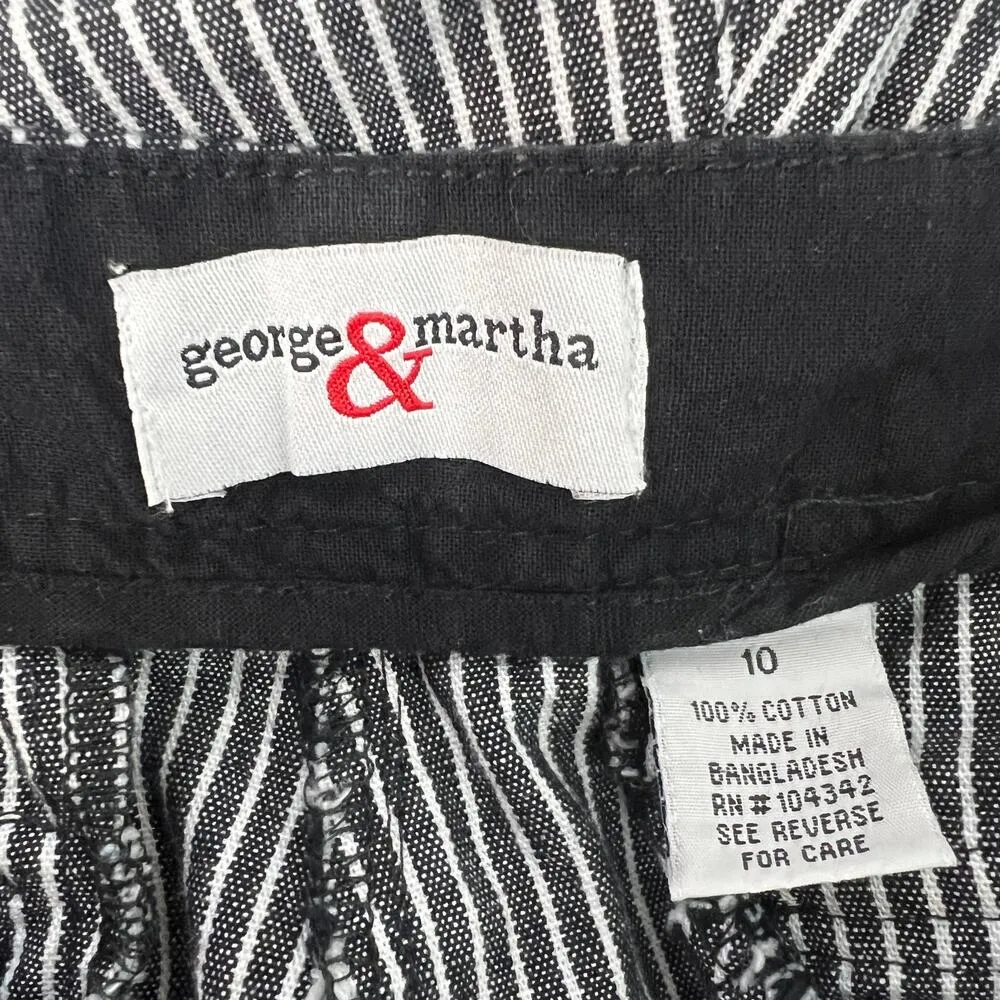 george & martha
10
100% COTTON
MADE IN
BANGLADESH
RN # 104342
SEE REVERSE
FOR CARE